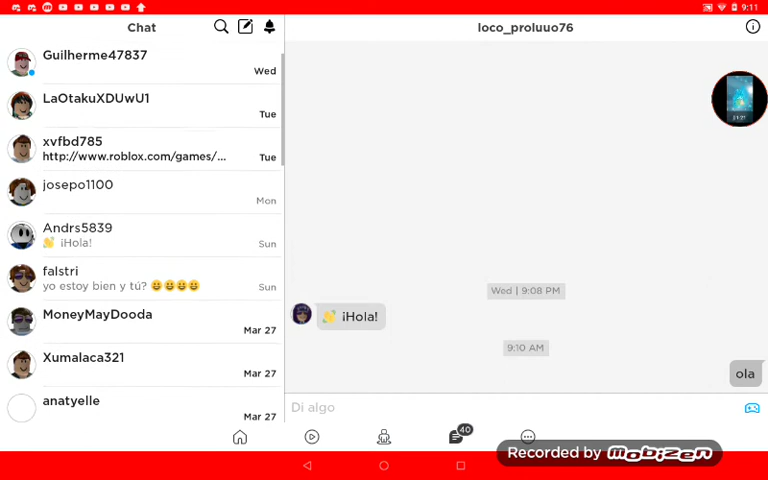 9:11
Chat
loco_proluuo76
Guilherme47837
Wed
LaOtakuXDUwU1
Tue
xvfbd785
http://www.roblox.com/games/...
Tue
josepo1100
Mon
Andrs5839
👋 ¡Hola!
Sun
falstri
yo estoy bien y tú? 😀😀😀😀
Sun
MoneyMayDooda
Mar 27
Xumalaca321
Mar 27
anatyelle
Mar 27
Wed | 9:08 PM
👋 ¡Hola!
9:10 AM
ola
Di algo
40
Recorded by mobizen